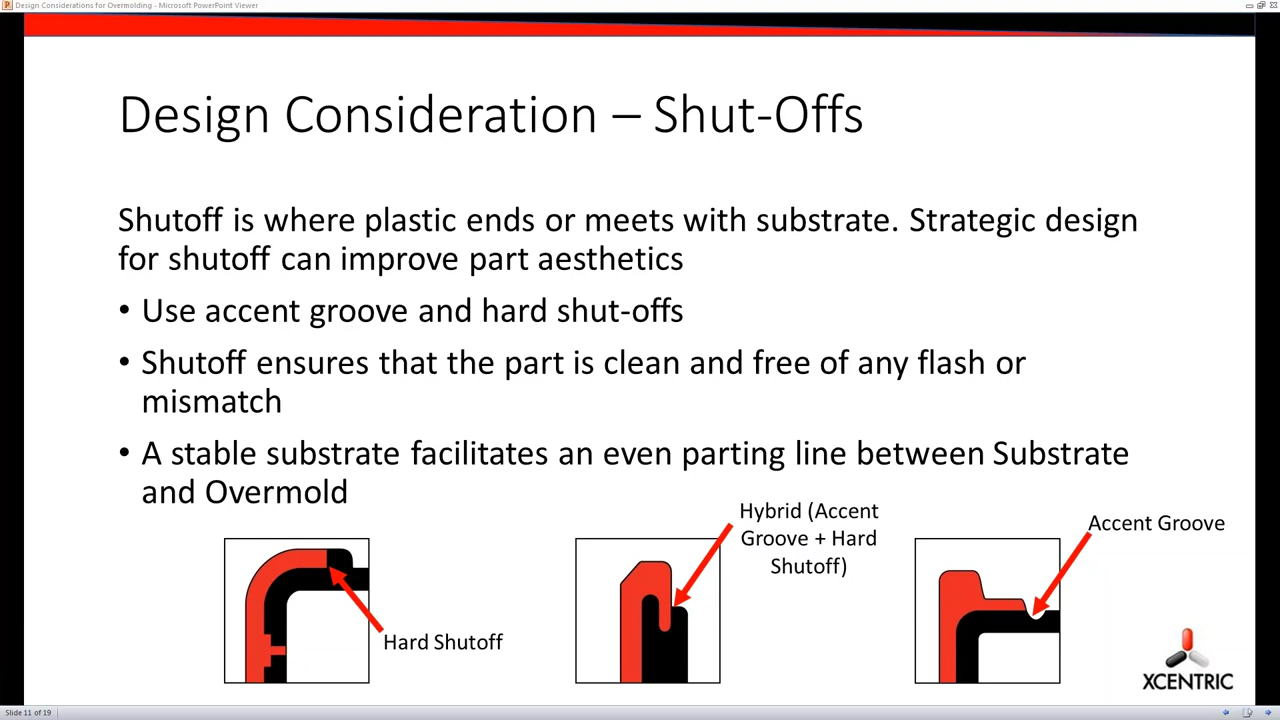 Design Considerations for Overmolding - Microsoft PowerPoint Viewer
Design Consideration – Shut-Offs
Shutoff is where plastic ends or meets with substrate. Strategic design
for shutoff can improve part aesthetics
• Use accent groove and hard shut-offs
• Shutoff ensures that the part is clean and free of any flash or
mismatch
• A stable substrate facilitates an even parting line between Substrate
and Overmold
Hard Shutoff
Hybrid (Accent
Groove + Hard
Shutoff)
Accent Groove
XCENTRIC
Slide 11 of 19